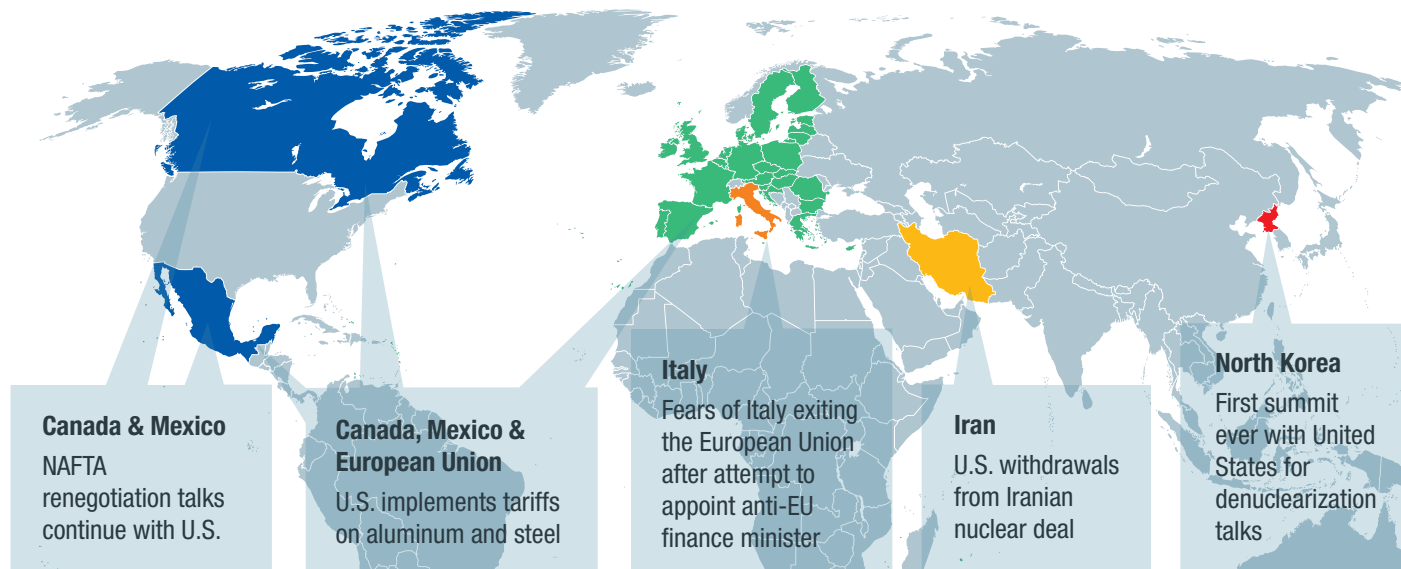 Canada & Mexico
NAFTA
renegotiation talks
continue with U.S.
Canada, Mexico &
European Union
U.S. implements tariffs
on aluminum and steel
Italy
Fears of Italy exiting
the European Union
after attempt to
appoint anti-EU
finance minister
Iran
U.S. withdrawals
from Iranian
nuclear deal
North Korea
First summit
ever with United
States for
denuclearization
talks